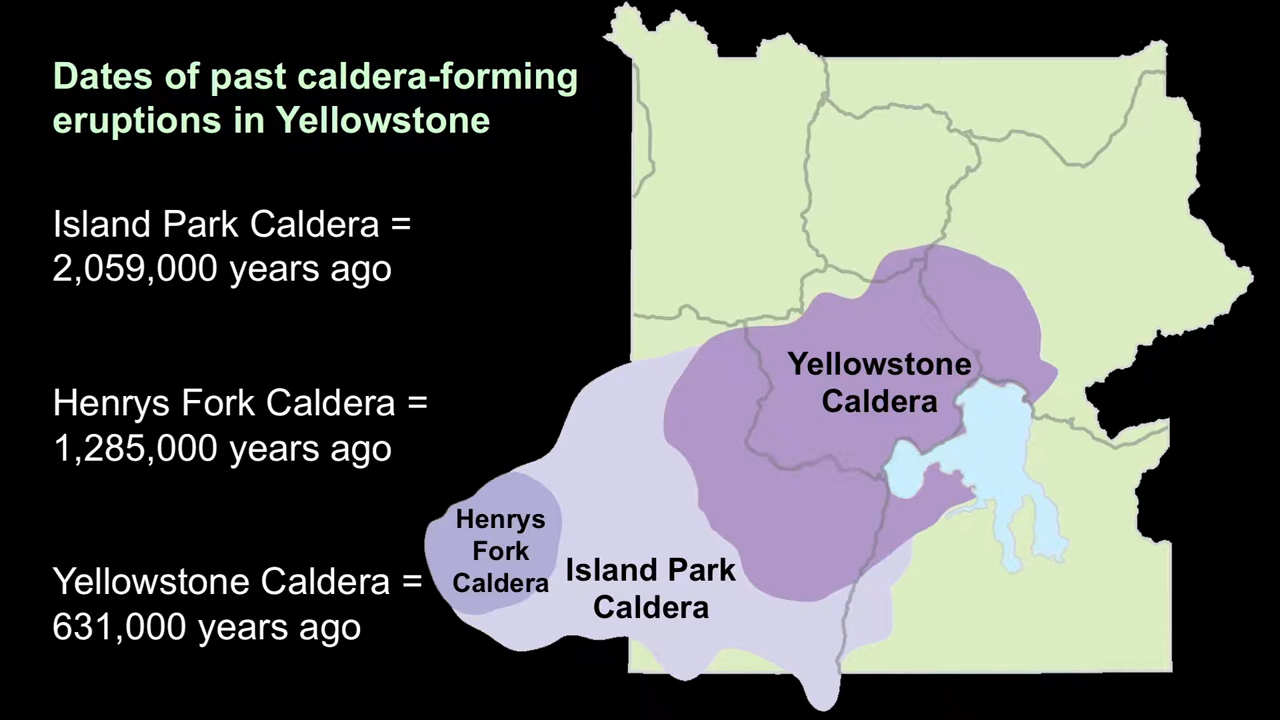 Dates of past caldera-forming
eruptions in Yellowstone
Island Park Caldera =
2,059,000 years ago
Henrys Fork Caldera =
1,285,000 years ago
Yellowstone Caldera =
631,000 years ago
Yellowstone
Caldera
Henrys
Fork
Caldera
Island Park
Caldera